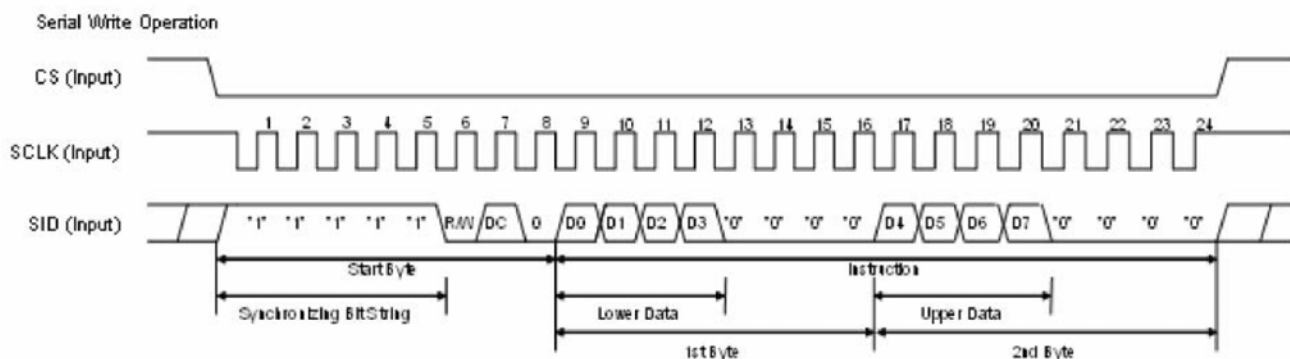 Serial Write Operation
CS (Input)
1 2 3 4 5 6 7 8 9 10 11 12 13 14 15 16 17 18 19 20 21 22 23 24
SCLK (Input)
SID (Input) "1" "1" "1" "1" "1" R/W DC 0 D0 D1 D2 D3 "0" "0" "0" "0" D4 D5 D6 D7 "0" "0" "0" "0"
Start Byte Instruction
Synchronizing Bit String Lower Data Upper Data
1st Byte 2nd Byte